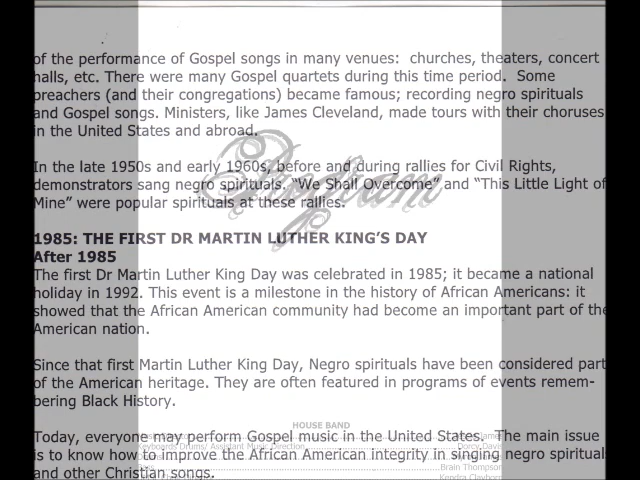 of the performance of Gospel songs in many venues: churches, theaters, concert
halls, etc. There were many Gospel quartets during this time period. Some
preachers (and their congregations) became famous; recording negro spirituals
and Gospel songs. Ministers, like James Cleveland, made tours with their choruses
in the United States and abroad.
In the late 1950s and early 1960s, before and during rallies for Civil Rights,
demonstrators sang negro spirituals. “We Shall Overcome” and “This Little Light of
Mine” were popular spirituals at these rallies.
Program
1985: THE FIRST DR MARTIN LUTHER KING’S DAY
After 1985
The first Dr Martin Luther King Day was celebrated in 1985; it became a national
holiday in 1992. This event is a milestone in the history of African Americans: it
showed that the African American community had become an important part of the
American nation.
Since that first Martin Luther King Day, Negro spirituals have been considered part
of the American heritage. They are often featured in programs of events remem-
bering Black History.
HOUSE BAND
Today, everyone may perform Gospel music in the United States. The main issue
Keyboards Drums/ Assistant Music Direction
is to know how to improve the African American integrity in singing negro spirituals
Brain Thompson
and other Christian songs.
Kendra Clayborn